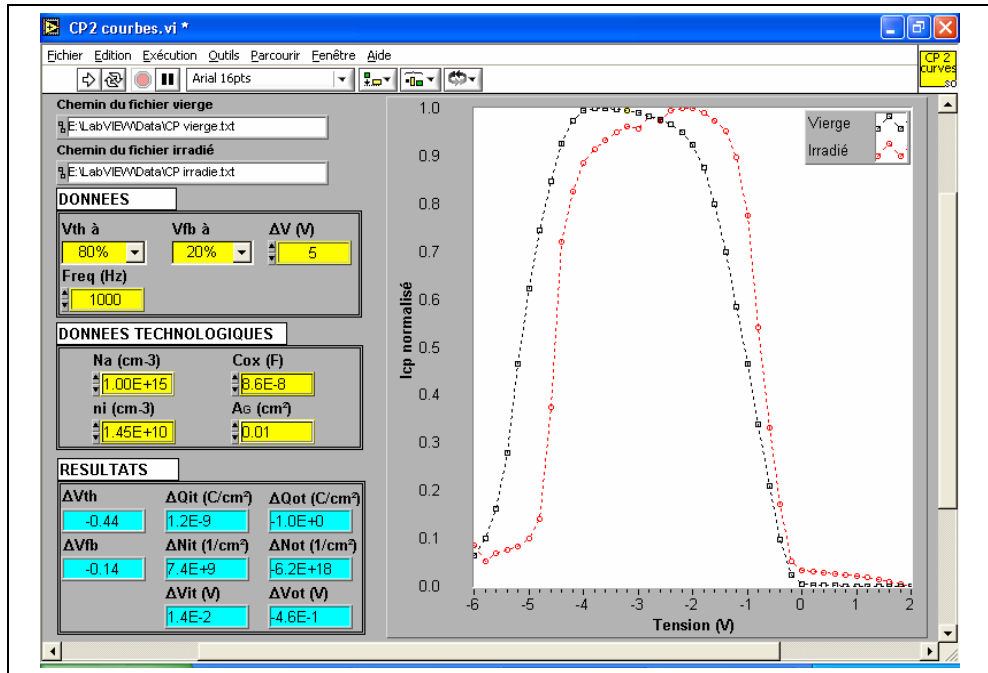 CP2 courbes.vi *
Fichier Edition Exécution Outils Parcourir Fenêtre Aide
Arial 16pts
CP 2
curves
so
Chemin du fichier vierge
E:\LabVIEW\Data\CP vierge.txt
Chemin du fichier irradié
E:\LabVIEW\Data\CP irradie.txt
DONNEES
Vth à Vfb à ΔV (V)
80% 20% 5
Freq (Hz)
1000
DONNEES TECHNOLOGIQUES
Na (cm-3) Cox (F)
1.00E+15 8.6E-8
ni (cm-3) AG (cm²)
1.45E+10 0.01
RESULTATS
ΔVth ΔQit (C/cm²) ΔQot (C/cm²)
-0.44 1.2E-9 -1.0E+0
ΔVfb ΔNit (1/cm²) ΔNot (1/cm²)
-0.14 7.4E+9 -6.2E+18
ΔVit (V) ΔVot (V)
1.4E-2 -4.6E-1
Icp normalisé
1.0
0.9
0.8
0.7
0.6
0.5
0.4
0.3
0.2
0.1
0.0
-6 -5 -4 -3 -2 -1 0 1 2
Tension (V)
Vierge
Irradié